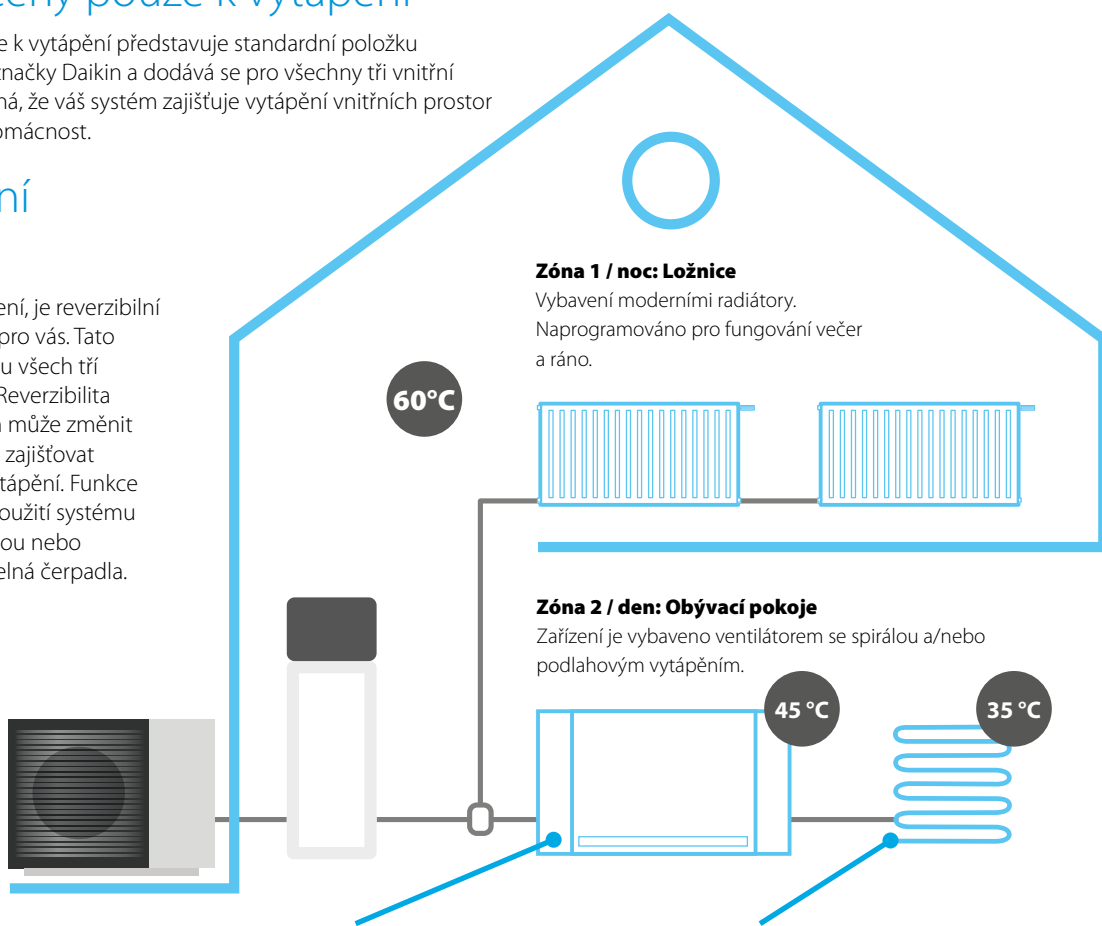 pouze k vytápění
e k vytápění představuje standardní položku
značky Daikin a dodává se pro všechny tři vnitřní
ná, že váš systém zajišťuje vytápění vnitřních prostor
omácnost.
ní
ení, je reverzibilní
pro vás. Tato
u všech tří
Reverzibilita
může změnit
zajišťovat
tápění. Funkce
oužití systému
ou nebo
elná čerpadla.
60°C
Zóna 1 / noc: Ložnice
Vybavení moderními radiátory.
Naprogramováno pro fungování večer
a ráno.
Zóna 2 / den: Obývací pokoje
Zařízení je vybaveno ventilátorem se spirálou a/nebo
podlahovým vytápěním.
45 °C
35 °C